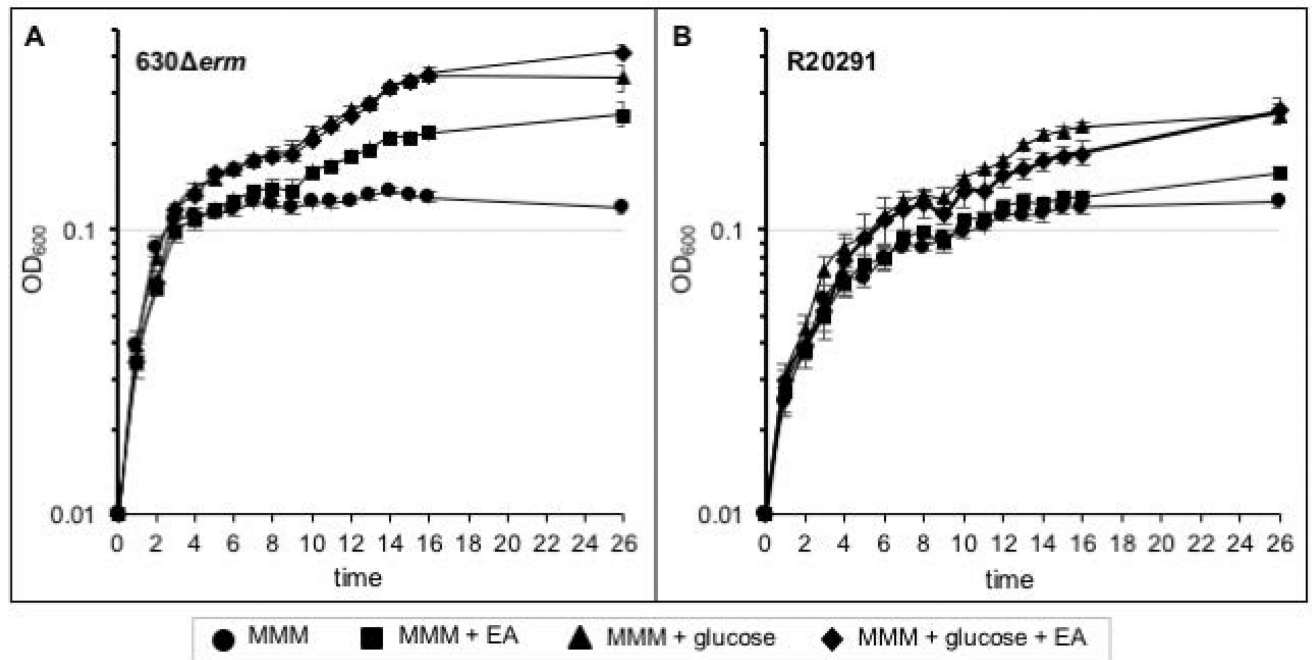 A
630Δerm
OD600
0.1
0.01
0 2 4 6 8 10 12 14 16 18 20 22 24 26
time
B
R20291
OD600
0.1
0.01
0 2 4 6 8 10 12 14 16 18 20 22 24 26
time
MMM MMM + EA MMM + glucose MMM + glucose + EA